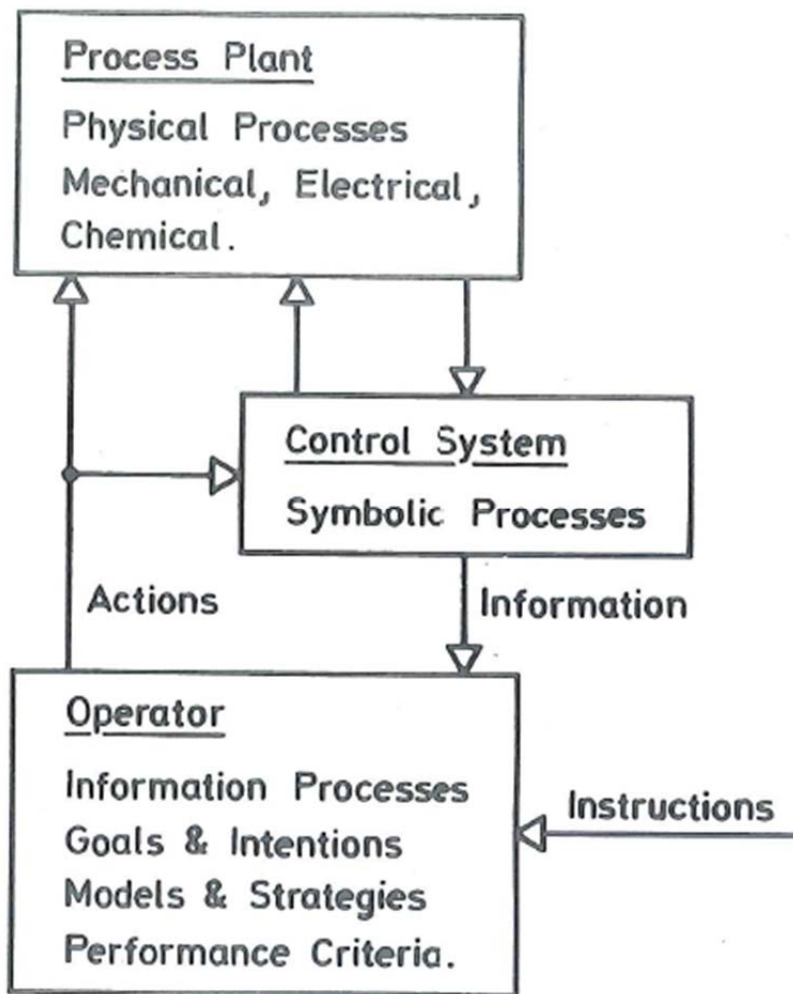 Process Plant
Physical Processes
Mechanical, Electrical,
Chemical.
Control System
Symbolic Processes
Actions
Information
Operator
Information Processes
Goals & Intentions
Models & Strategies
Performance Criteria.
Instructions